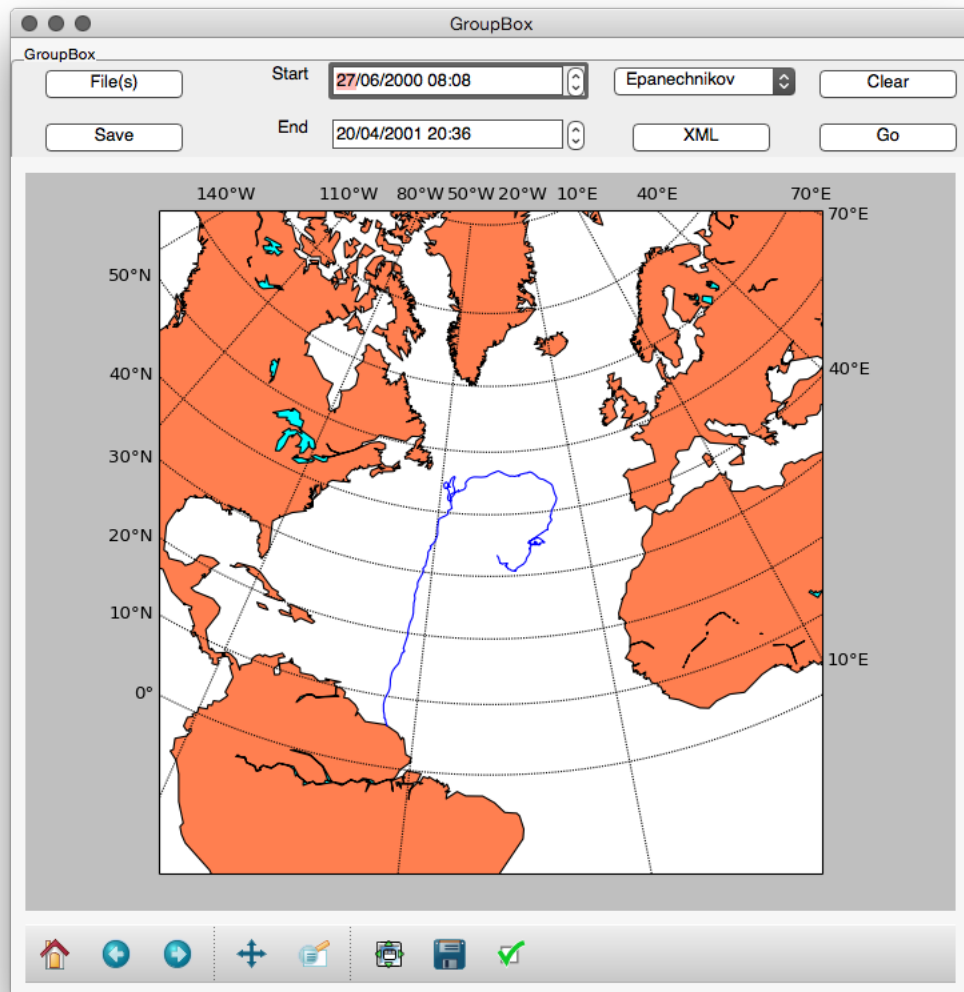 GroupBox
GroupBox
File(s) Start 27/06/2000 08:08 Epanechnikov Clear
Save End 20/04/2001 20:36 XML Go
140°W 110°W 80°W 50°W 20°W 10°E 40°E 70°E
70°E
50°N
40°N 40°E
30°N
20°N
10°N
10°E
0°